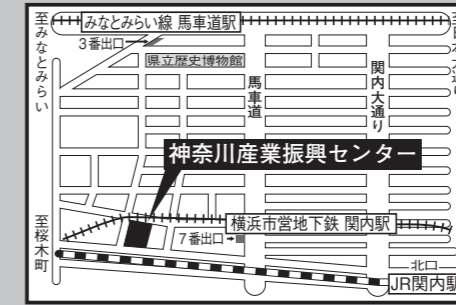 至みなとみらい
みなとみらい線 馬車道駅
3番出口
県立歴史博物館
馬車道
関内大通り
神奈川産業振興センター
至桜木町
横浜市営地下鉄 関内駅
7番出口→
北口
JR関内駅